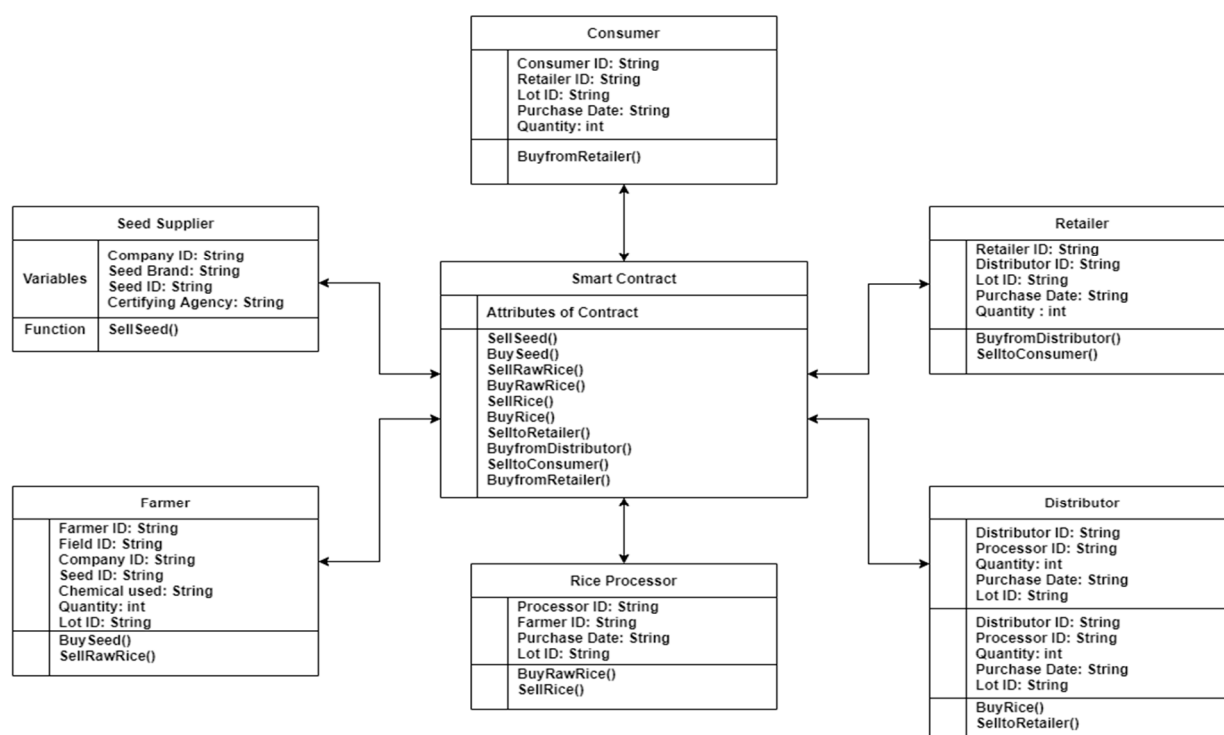 Consumer
Consumer ID: String
Retailer ID: String
Lot ID: String
Purchase Date: String
Quantity: int
BuyfromRetailer()
Seed Supplier
Variables
Company ID: String
Seed Brand: String
Seed ID: String
Certifying Agency: String
Function
SellSeed()
Smart Contract
Attributes of Contract
SellSeed()
BuySeed()
SellRawRice()
BuyRawRice()
SellRice()
BuyRice()
SelltoRetailer()
BuyfromDistributor()
SelltoConsumer()
BuyfromRetailer()
Retailer
Retailer ID: String
Distributor ID: String
Lot ID: String
Purchase Date: String
Quantity : int
BuyfromDistributor()
SelltoConsumer()
Farmer
Farmer ID: String
Field ID: String
Company ID: String
Seed ID: String
Chemical used: String
Quantity: int
Lot ID: String
BuySeed()
SellRawRice()
Rice Processor
Processor ID: String
Farmer ID: String
Purchase Date: String
Lot ID: String
BuyRawRice()
SellRice()
Distributor
Distributor ID: String
Processor ID: String
Quantity: int
Purchase Date: String
Lot ID: String
Distributor ID: String
Processor ID: String
Quantity: int
Purchase Date: String
Lot ID: String
BuyRice()
SelltoRetailer()